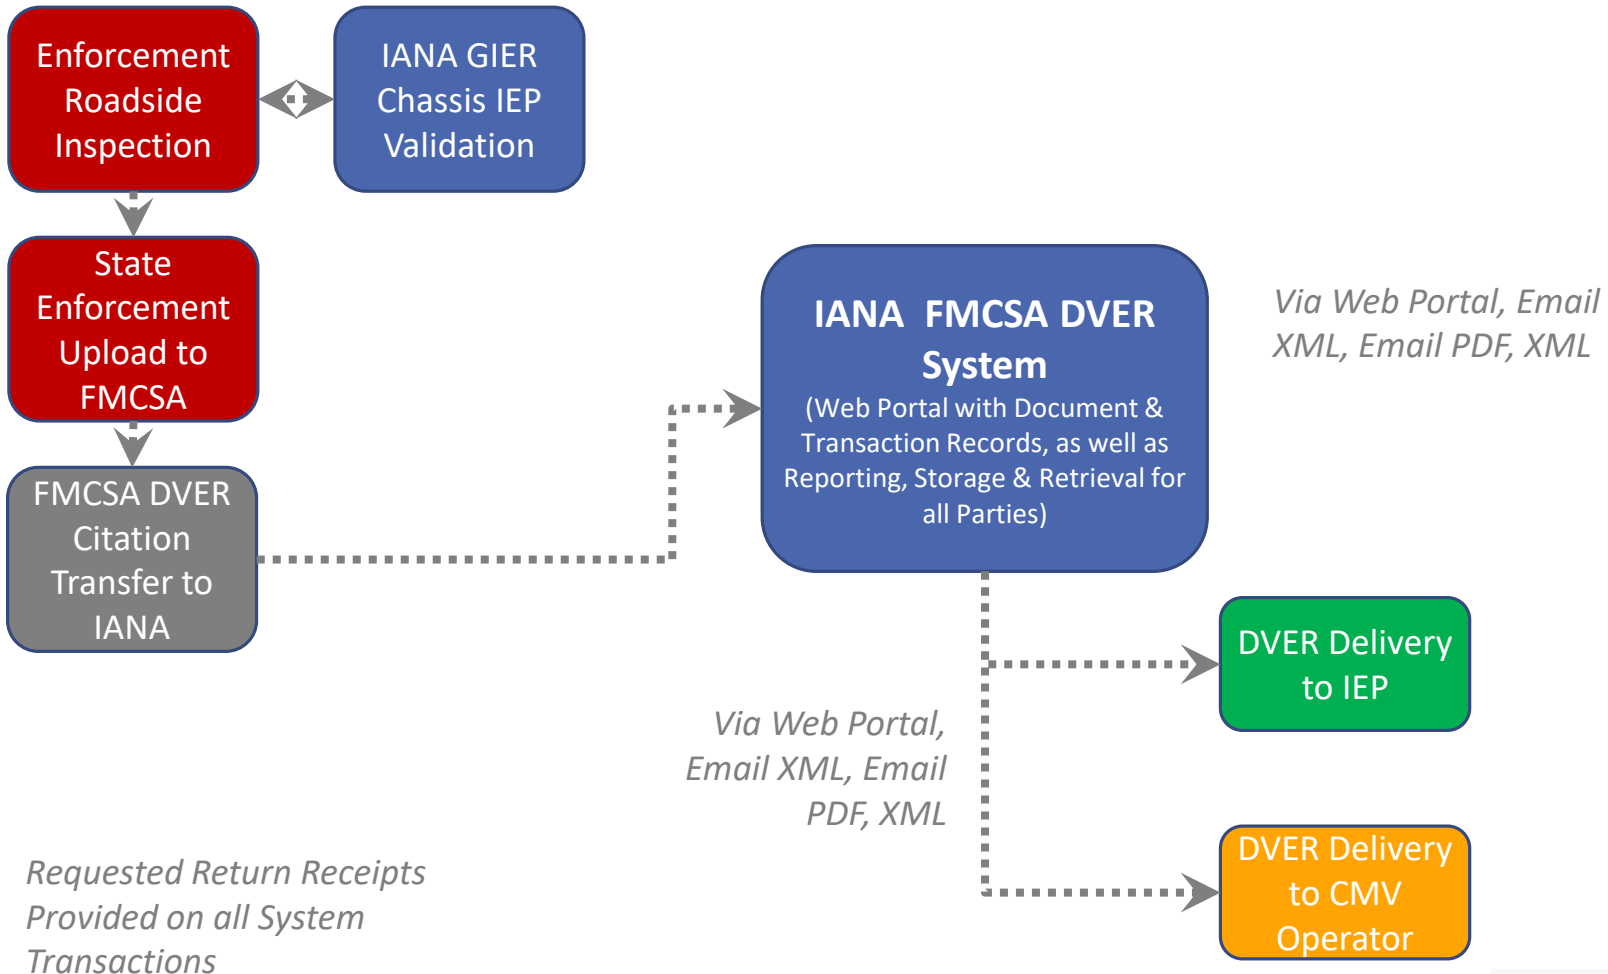 Enforcement
Roadside
Inspection
IANA GIER
Chassis IEP
Validation
State
Enforcement
Upload to
FMCSA
FMCSA DVER
Citation
Transfer to
IANA
IANA  FMCSA DVER
System
(Web Portal with Document &
Transaction Records, as well as
Reporting, Storage & Retrieval for
all Parties)
Via Web Portal, Email
XML, Email PDF, XML
DVER Delivery
to IEP
Via Web Portal,
Email XML, Email
PDF, XML
DVER Delivery
to CMV
Operator
Requested Return Receipts
Provided on all System
Transactions